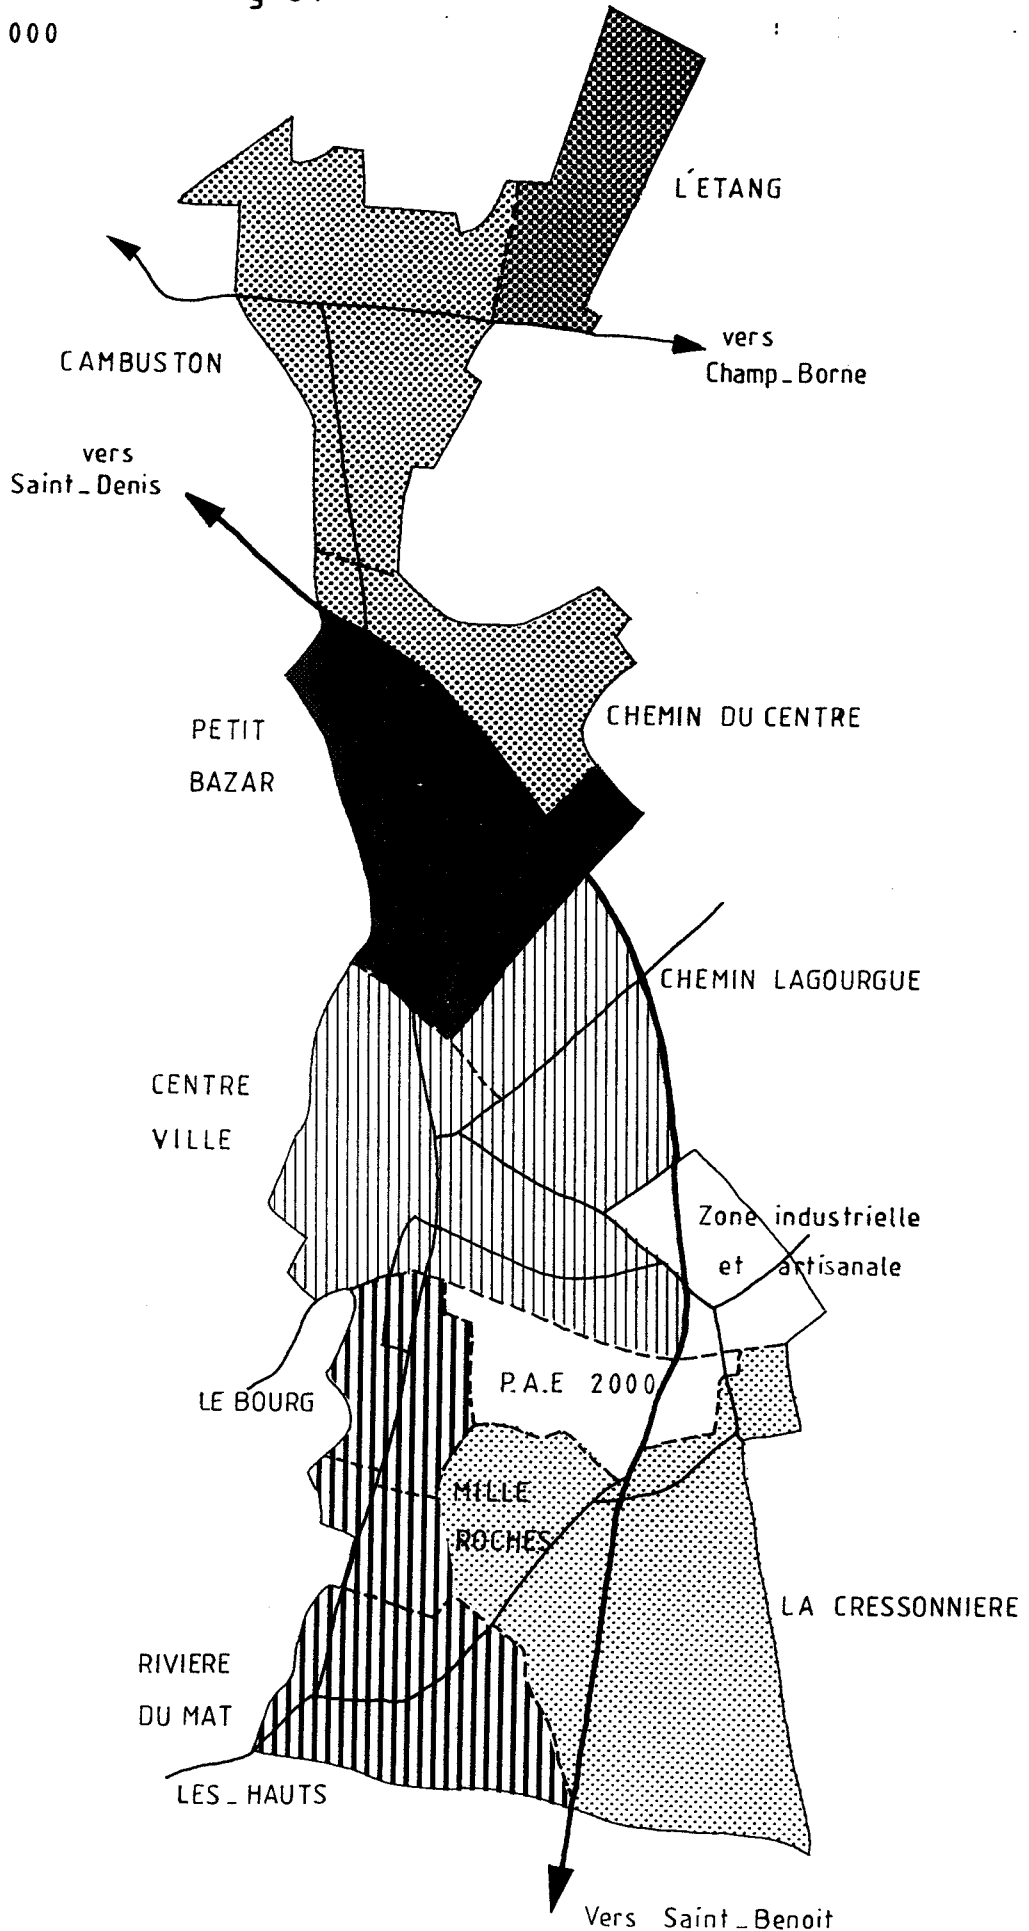 000
L'ETANG
vers
Champ_Borne
CAMBUSTON
vers
Saint_Denis
CHEMIN DU CENTRE
PETIT
BAZAR
CHEMIN LAGOURGUE
CENTRE
VILLE
Zone industrielle
et artisanale
P.A.E 2000
LE BOURG
MILLE
ROCHES
LA CRESSONNIERE
RIVIERE
DU MAT
LES_HAUTS
Vers Saint_Benoit